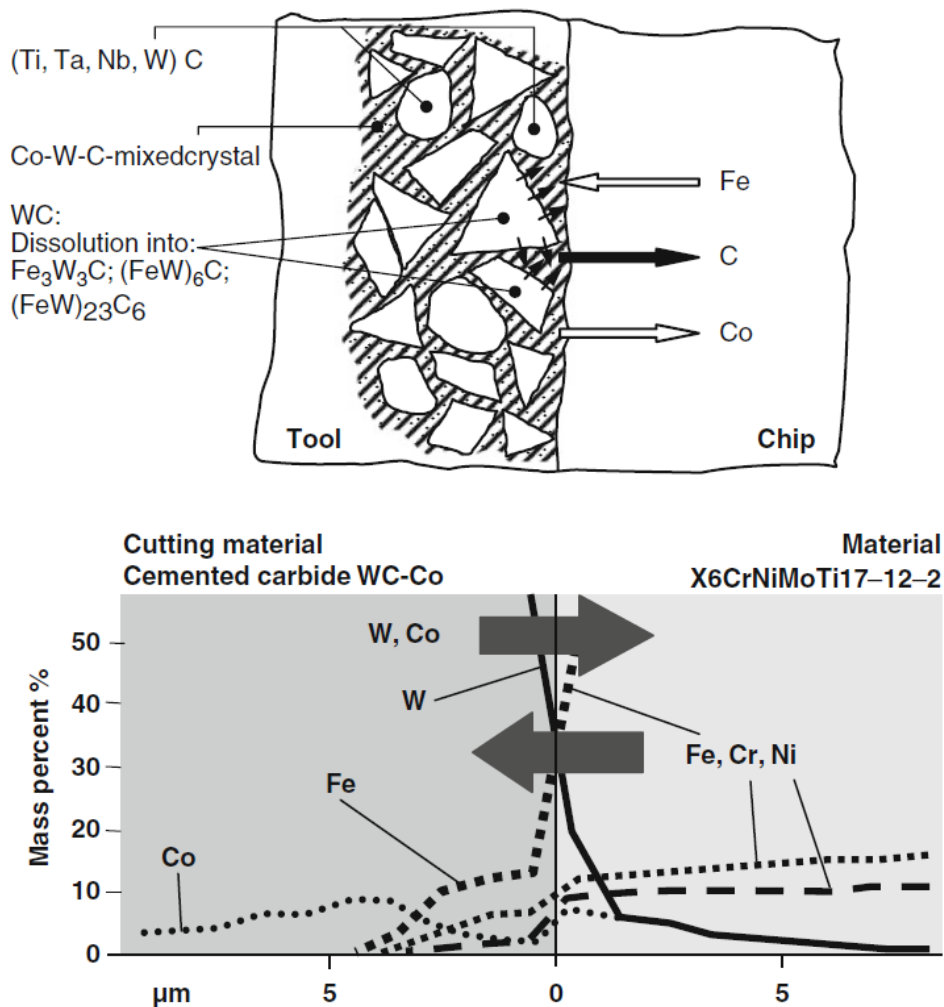 (Ti, Ta, Nb, W) C
Co-W-C-mixedcrystal
WC:
Dissolution into:
Fe3W3C; (FeW)6C;
(FeW)23C6
Fe
C
Co
Tool
Chip
Cutting material
Cemented carbide WC-Co
Material
X6CrNiMoTi17–12–2
Mass percent %
50
40
30
20
10
0
W, Co
W
Fe
Co
Fe, Cr, Ni
µm
5
0
5